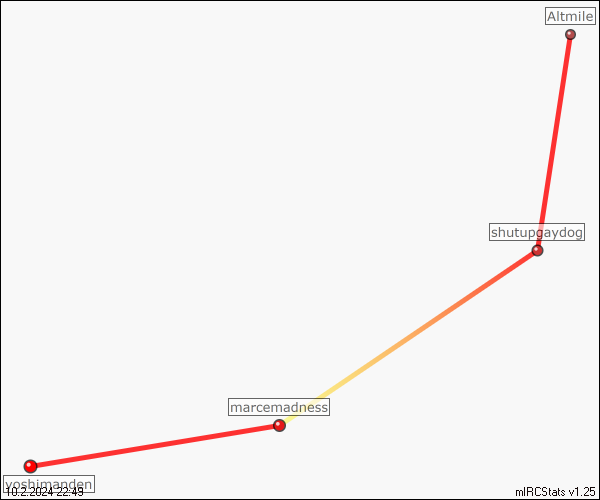 Altmile
shutupgaydog
marcemadness
yoshimanden
10.2.2024 22:49
mIRCStats v1.25